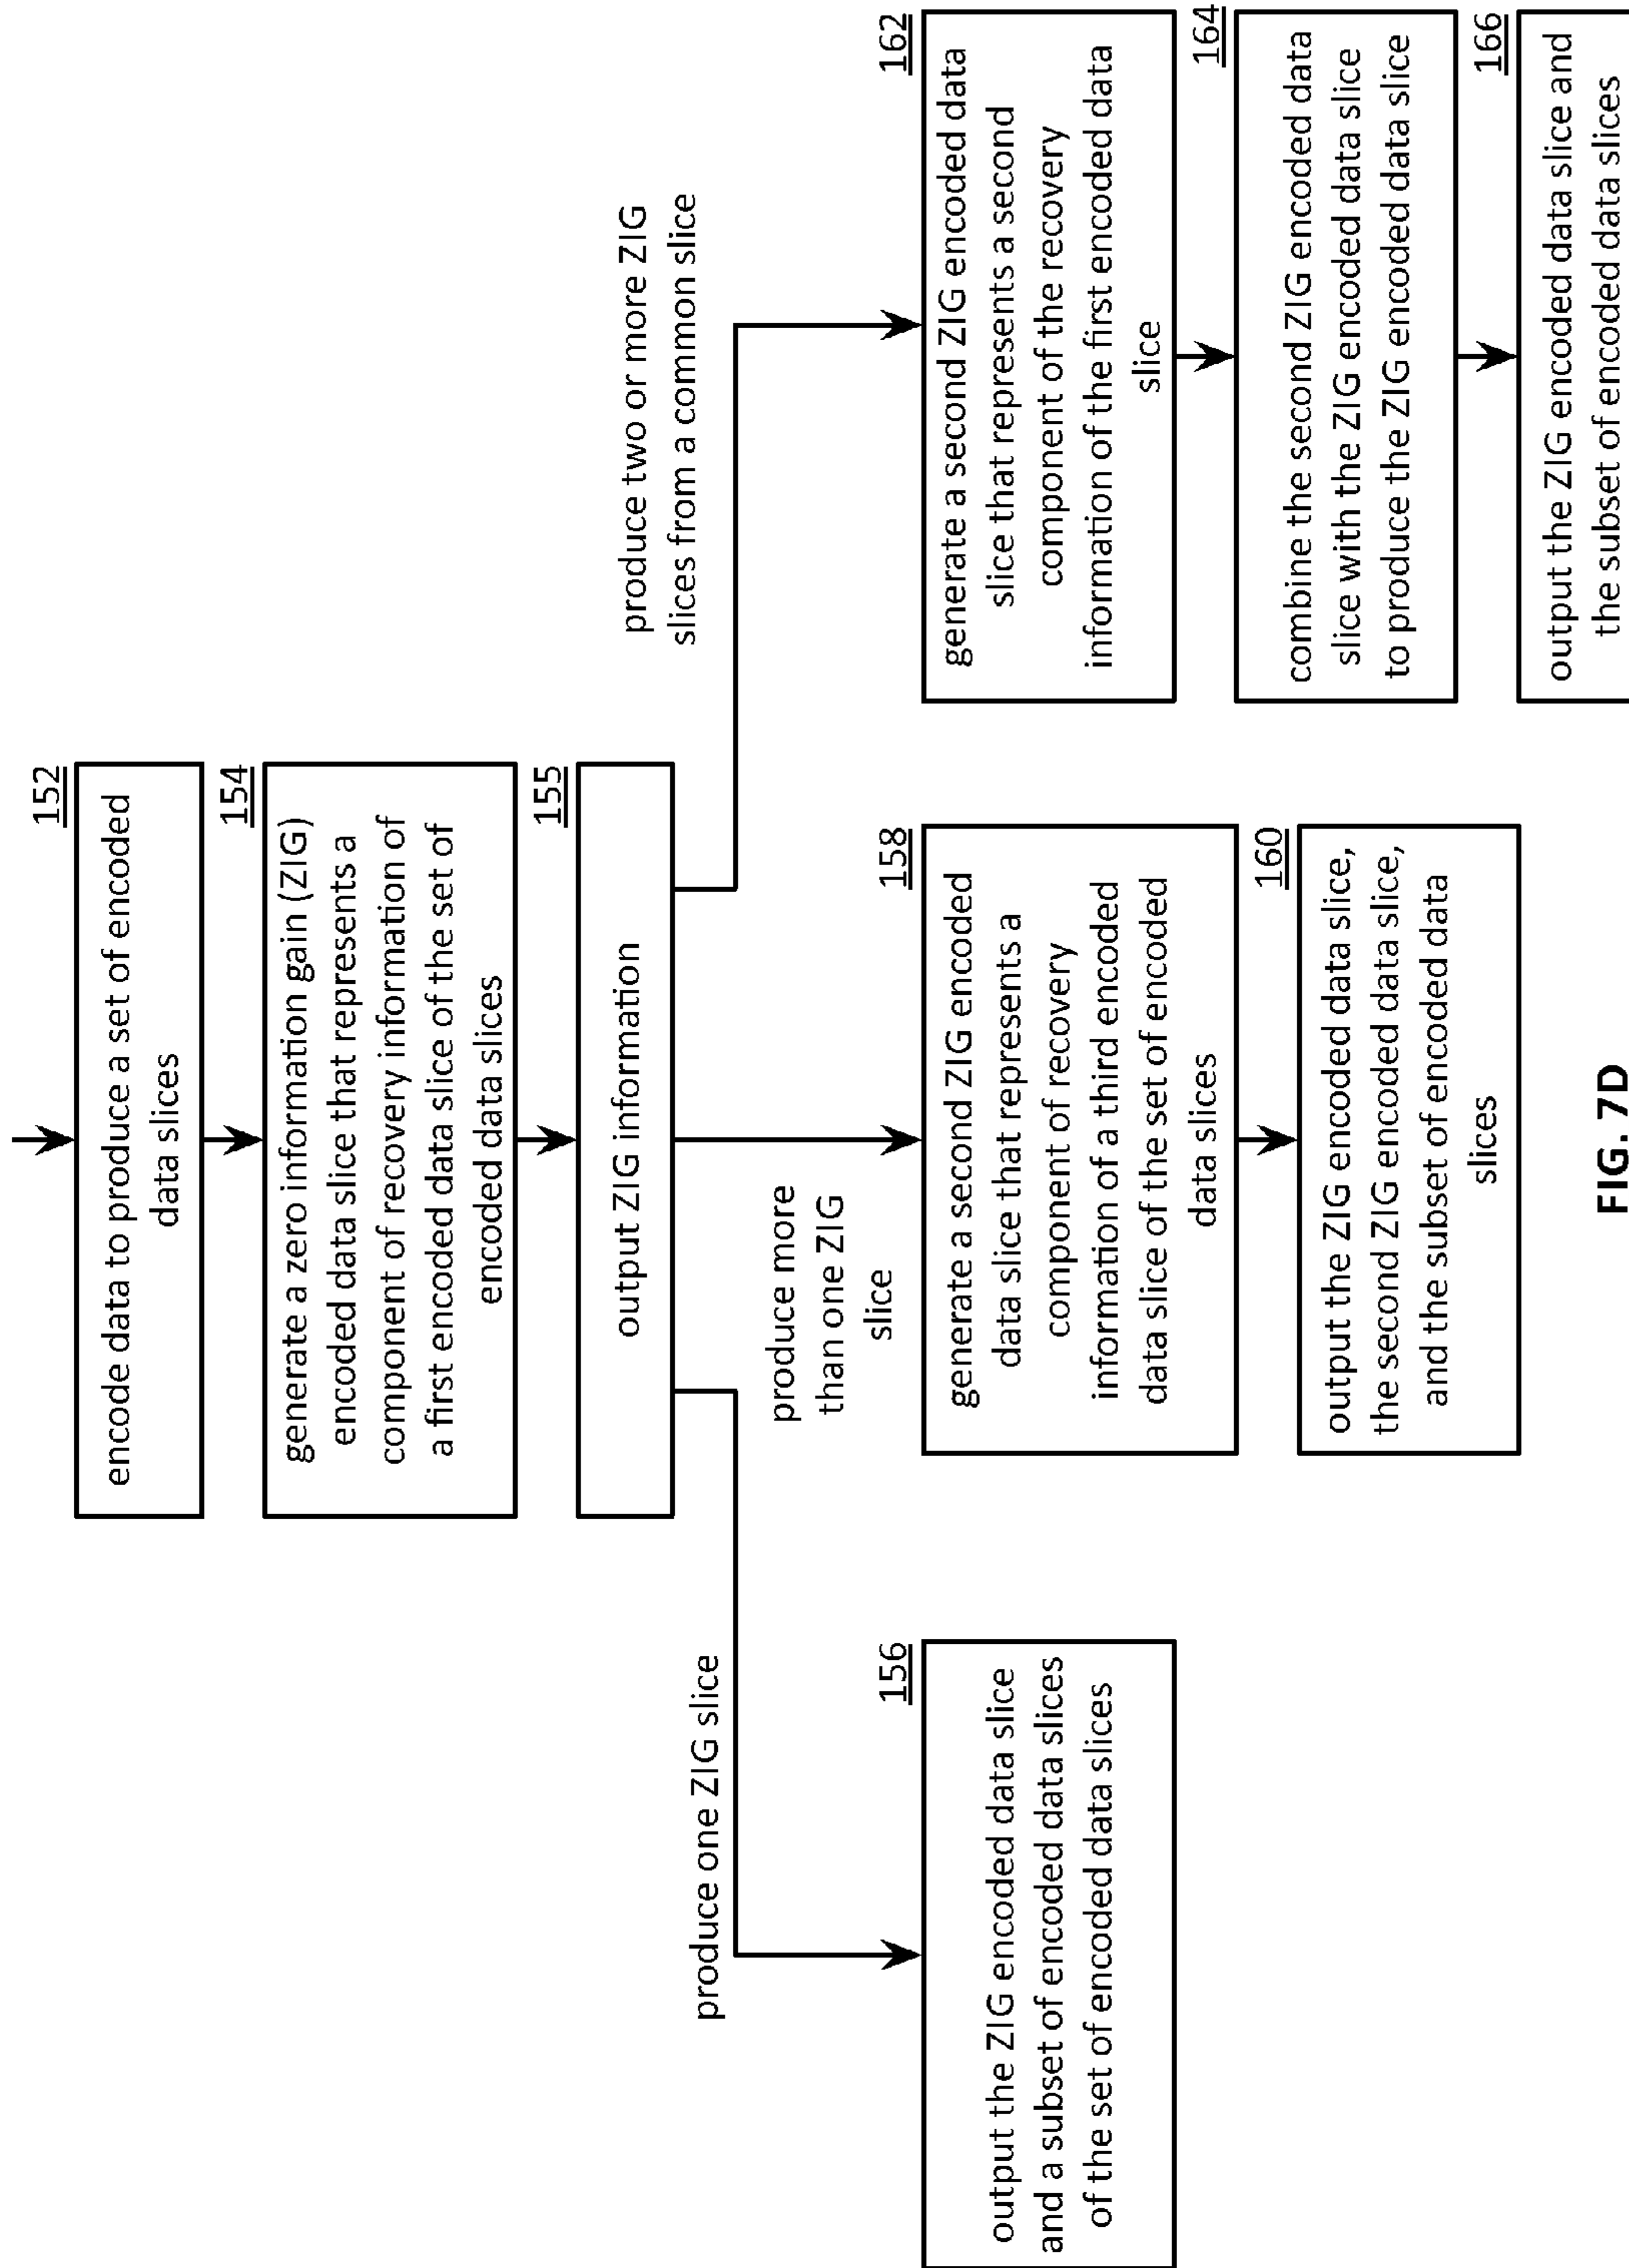 152
encode data to produce a set of encoded
data slices
154
generate a zero information gain (ZIG)
encoded data slice that represents a
component of recovery information of
a first encoded data slice of the set of
encoded data slices
155
output ZIG information
produce one ZIG slice
produce more
than one ZIG
slice
produce two or more ZIG
slices from a common slice
156
output the ZIG encoded data slice
and a subset of encoded data slices
of the set of encoded data slices
158
generate a second ZIG encoded
data slice that represents a
component of recovery
information of a third encoded
data slice of the set of encoded
data slices
160
output the ZIG encoded data slice,
the second ZIG encoded data slice,
and the subset of encoded data
slices
162
generate a second ZIG encoded data
slice that represents a second
component of the recovery
information of the first encoded data
slice
164
combine the second ZIG encoded data
slice with the ZIG encoded data slice
to produce the ZIG encoded data slice
166
output the ZIG encoded data slice and
the subset of encoded data slices
FIG. 7D